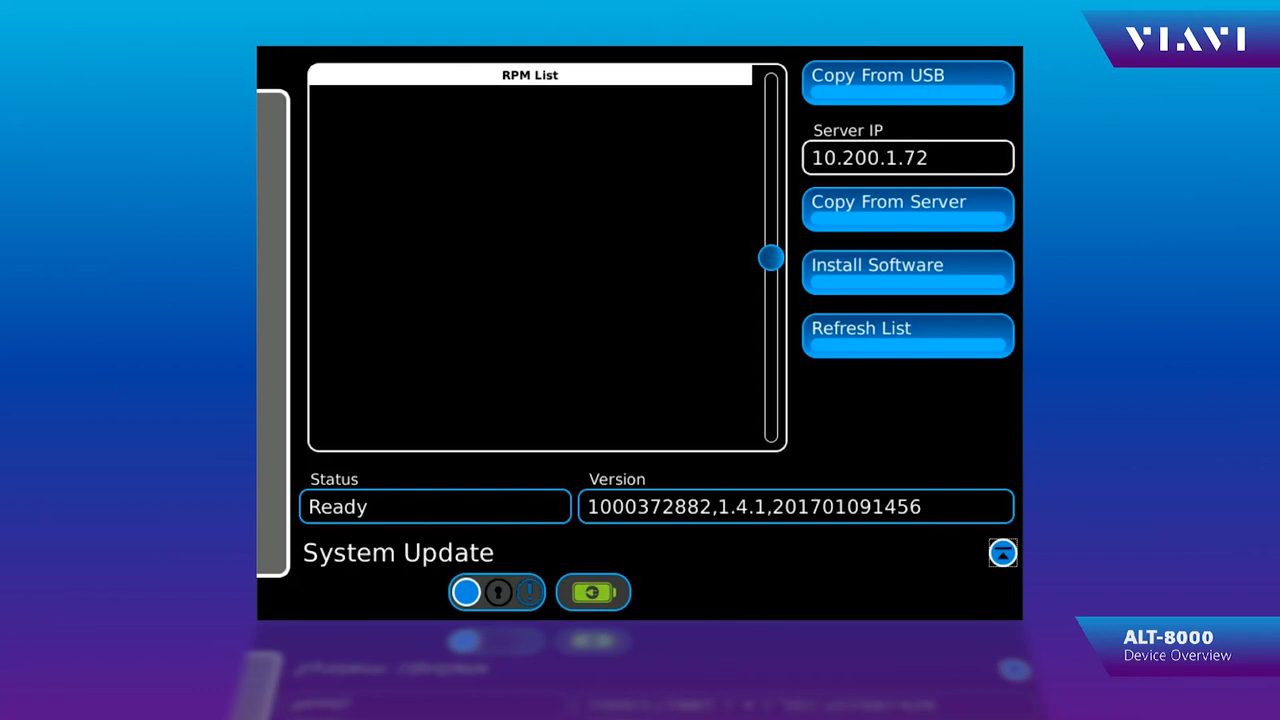 VIAVI
RPM List
Copy From USB
Server IP
10.200.1.72
Copy From Server
Install Software
Refresh List
Status
Version
Ready
1000372882,1.4.1,201701091456
System Update
ALT-8000
Device Overview